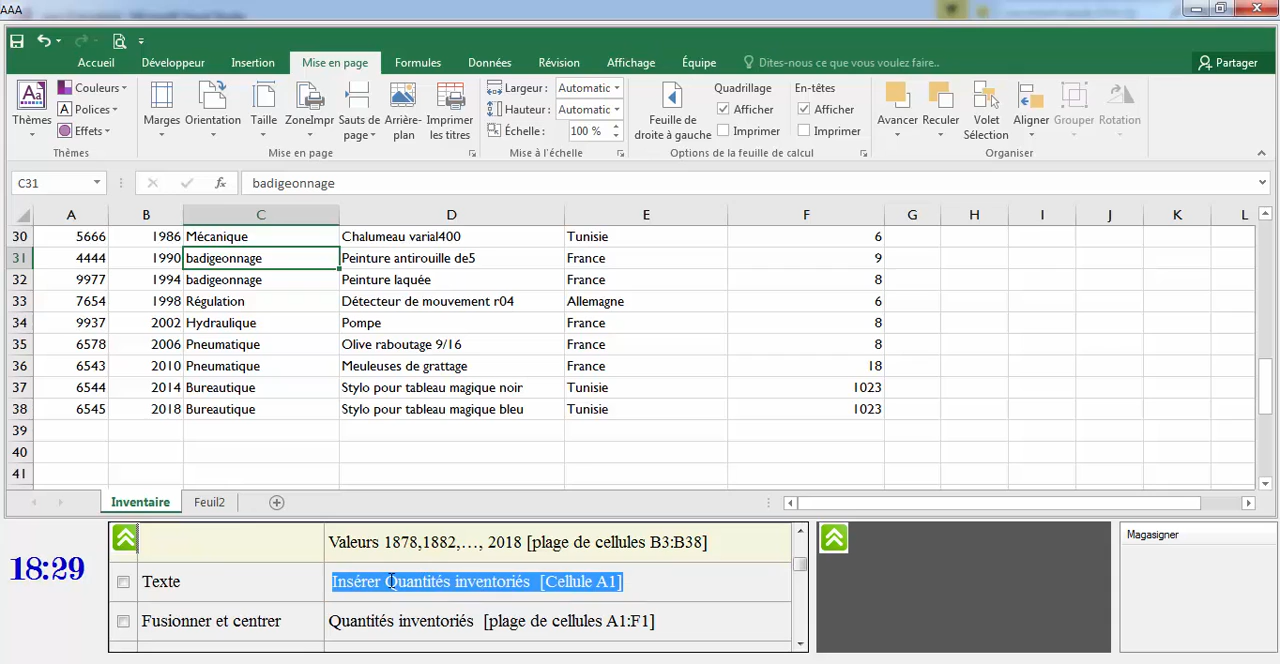 AAA
Accueil Développeur Insertion Mise en page Formules Données Révision Affichage Équipe Dites-nous ce que vous voulez faire.. Partager
Thèmes Couleurs Polices Effets Marges Orientation Taille ZoneImpr Sauts de page Arrière-plan Imprimer les titres Largeur: Automatic Hauteur: Automatic Échelle: 100 % Feuille de droite à gauche Quadrillage Afficher Imprimer En-têtes Afficher Imprimer Avancer Reculer Volet Sélection Aligner Grouper Rotation
Thèmes Mise en page Mise à l'échelle Options de la feuille de calcul Organiser
C31 fx badigeonnage
A B C D E F G H I J K L
30 5666 1986 Mécanique Chalumeau varial400 Tunisie 6
31 4444 1990 badigeonnage Peinture antirouille de5 France 9
32 9977 1994 badigeonnage Peinture laquée France 8
33 7654 1998 Régulation Détecteur de mouvement r04 Allemagne 6
34 9937 2002 Hydraulique Pompe France 8
35 6578 2006 Pneumatique Olive raboutage 9/16 France 8
36 6543 2010 Pneumatique Meuleuses de grattage France 18
37 6544 2014 Bureautique Stylo pour tableau magique noir Tunisie 1023
38 6545 2018 Bureautique Stylo pour tableau magique bleu Tunisie 1023
39
40
41
Inventaire Feuil2
Valeurs 1878,1882,…, 2018 [plage de cellules B3:B38] Magasigner
18:29 Texte Insérer Quantités inventoriés [Cellule A1]
Fusionner et centrer Quantités inventoriés [plage de cellules A1:F1]